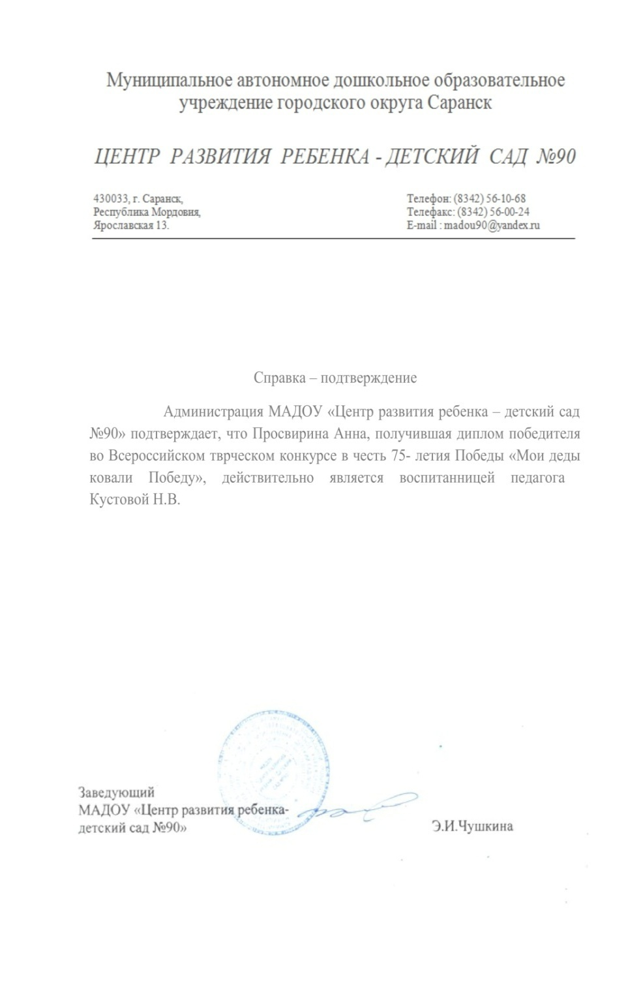 Муниципальное автономное дошкольное образовательное
учреждение городского округа Саранск
ЦЕНТР РАЗВИТИЯ РЕБЕНКА - ДЕТСКИЙ САД №90
430033, г. Саранск,
Республика Мордовия,
Ярославская 13.
Телефон: (8342) 56-10-68
Телефакс: (8342) 56-00-24
E-mail : madou90@yandex.ru
Справка – подтверждение
Администрация МАДОУ «Центр развития ребенка – детский сад
№90» подтверждает, что Просвирина Анна, получившая диплом победителя
во Всероссийском тврческом конкурсе в честь 75- летия Победы «Мои деды
ковали Победу», действительно является воспитанницей педагога
Кустовой Н.В.
Заведующий
МАДОУ «Центр развития ребенка-
детский сад №90»
Э.И.Чушкина